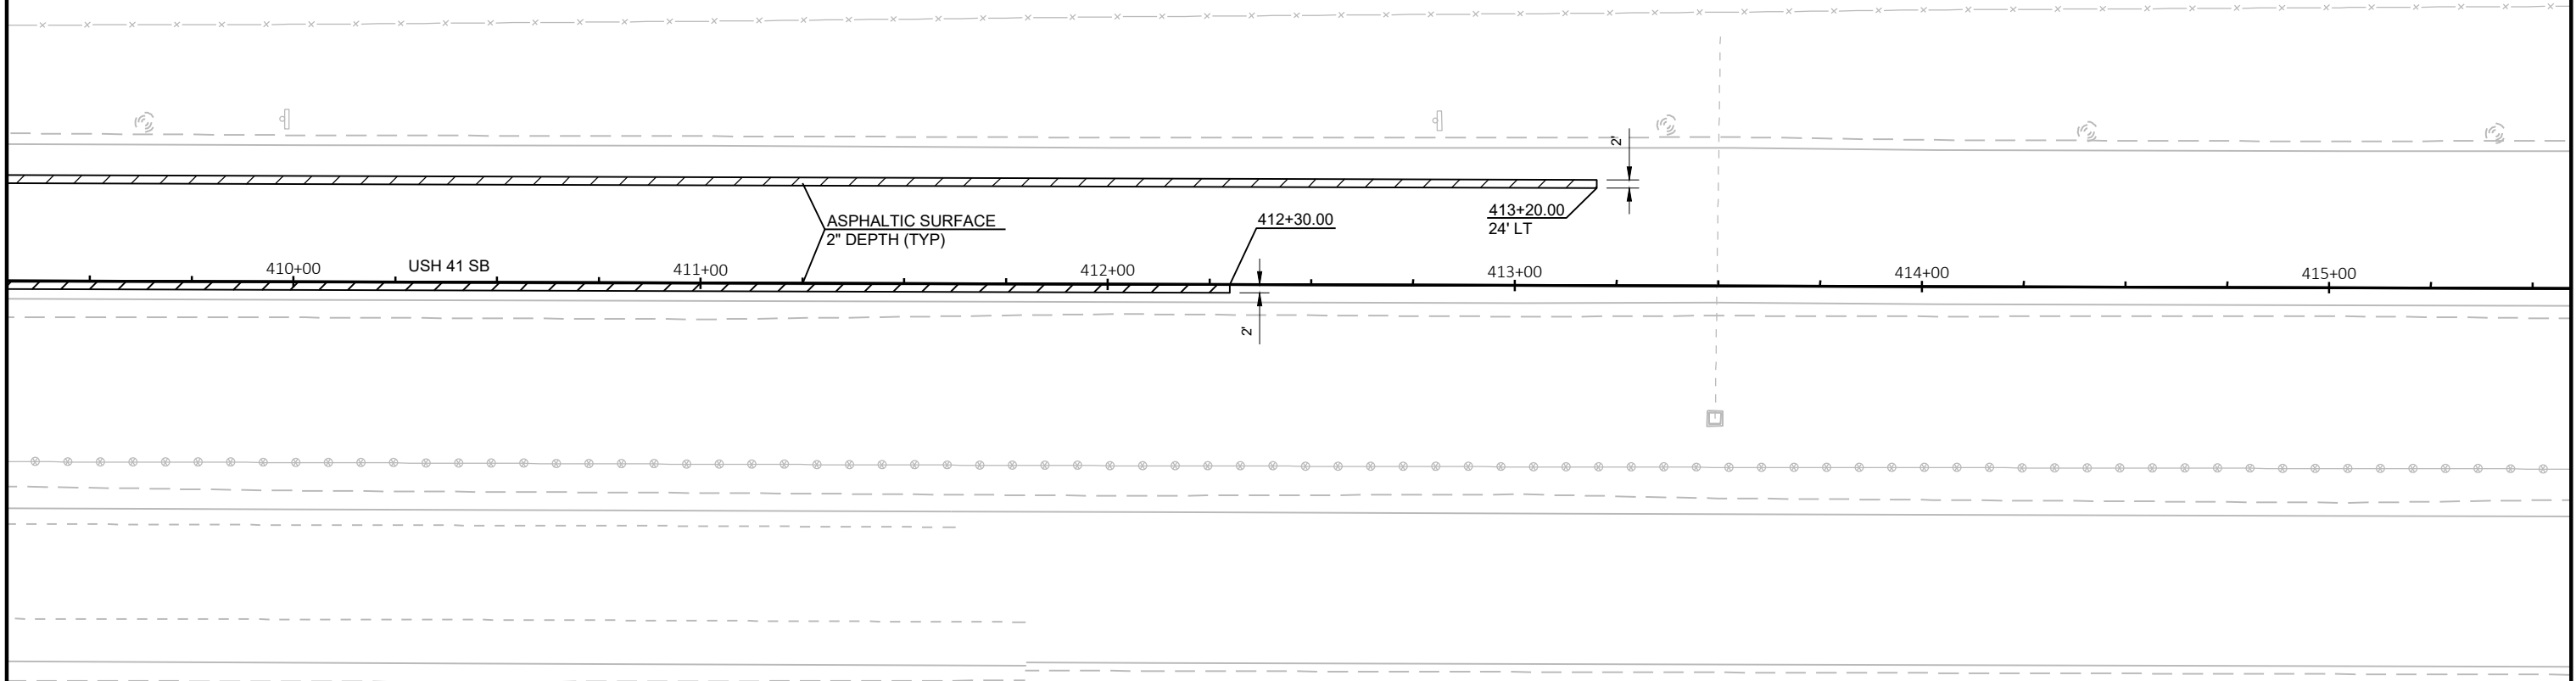 2'
ASPHALTIC SURFACE
2" DEPTH (TYP)
412+30.00
413+20.00
24' LT
410+00
USH 41 SB
411+00
412+00
413+00
414+00
415+00
2'